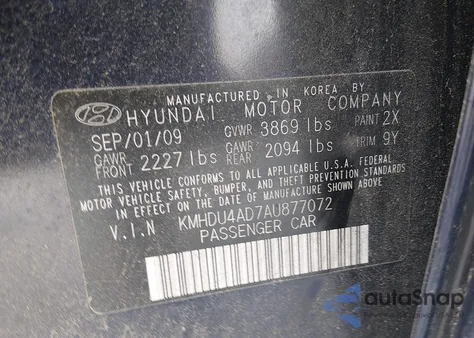 MANUFACTURED IN KOREA BY
HYUNDAI MOTOR COMPANY
SEP/01/09 GVWR 3869 lbs PAINT 2X
GAWR FRONT 2227 lbs GAWR REAR 2094 lbs TRIM 9Y
THIS VEHICLE CONFORMS TO ALL APPLICABLE U.S.A. FEDERAL
MOTOR VEHICLE SAFETY, BUMPER, AND THEFT PREVENTION
STANDARDS IN EFFECT ON THE DATE OF MANUFACTURE SHOWN ABOVE.
V.I.N KMHDU4AD7AU877072
PASSENGER CAR
autoSnap